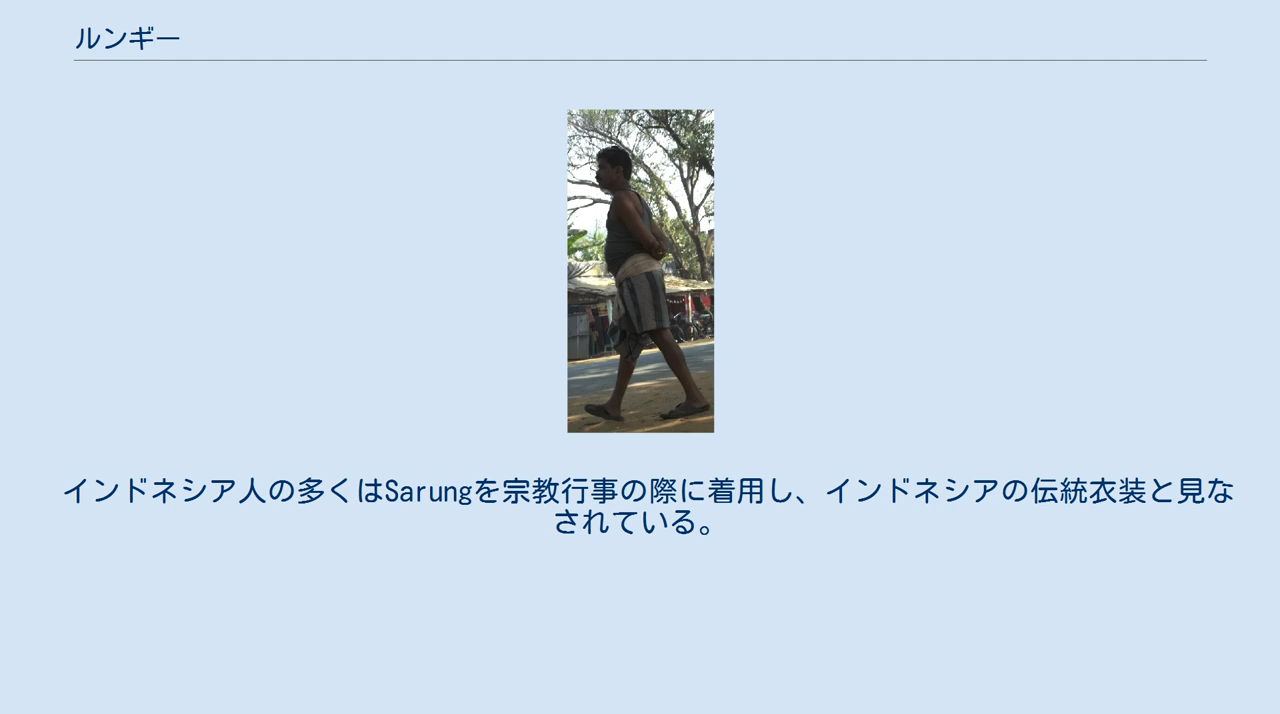 ルンギー
インドネシア人の多くはSarungを宗教行事の際に着用し、インドネシアの伝統衣装と見な
されている。